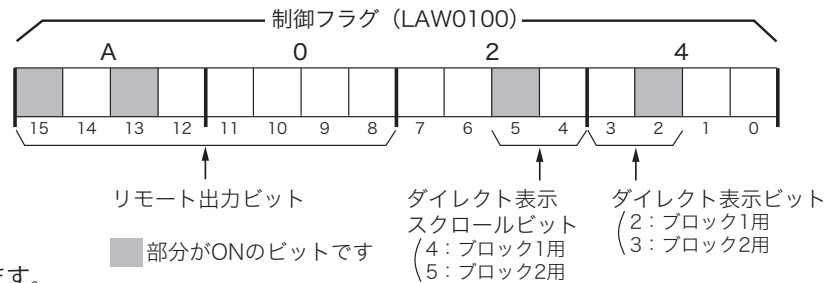 制御フラグ（LAW0100）
A 0 2 4
15 14 13 12 11 10 9 8 7 6 5 4 3 2 1 0
リモート出力ビット
ダイレクト表示
スクロールビット
4：ブロック1用
5：ブロック2用
ダイレクト表示ビット
2：ブロック1用
3：ブロック2用
部分がONのビットです
ます。